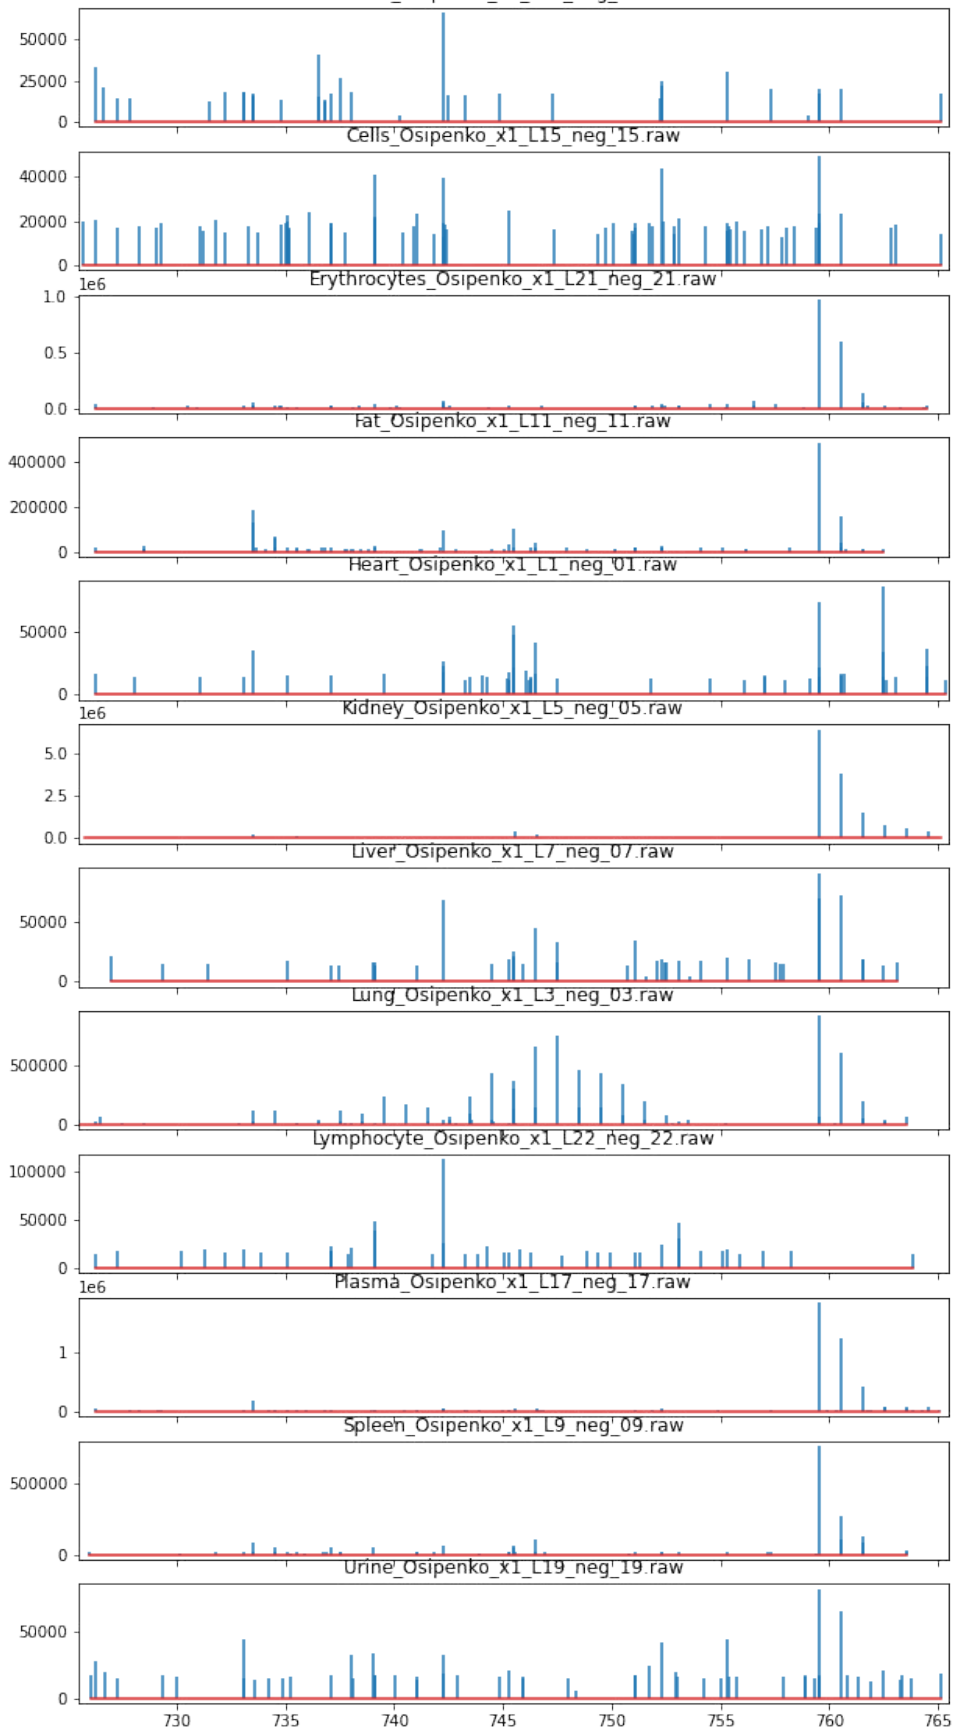 50000
25000
0
Cells_Osipenko_x1_L15_neg_15.raw
40000
20000
0
Erythrocytes_Osipenko_x1_L21_neg_21.raw
1e6
1.0
0.5
0.0
Fat_Osipenko_x1_L11_neg_11.raw
400000
200000
0
Heart_Osipenko_x1_L1_neg_01.raw
50000
0
Kidney_Osipenko_x1_L5_neg_05.raw
1e6
5.0
2.5
0.0
Liver_Osipenko_x1_L7_neg_07.raw
50000
0
Lung_Osipenko_x1_L3_neg_03.raw
500000
0
Lymphocyte_Osipenko_x1_L22_neg_22.raw
100000
50000
0
Plasma_Osipenko_x1_L17_neg_17.raw
1e6
1
0
Spleen_Osipenko_x1_L9_neg_09.raw
500000
0
Urine_Osipenko_x1_L19_neg_19.raw
50000
0
730 735 740 745 750 755 760 765